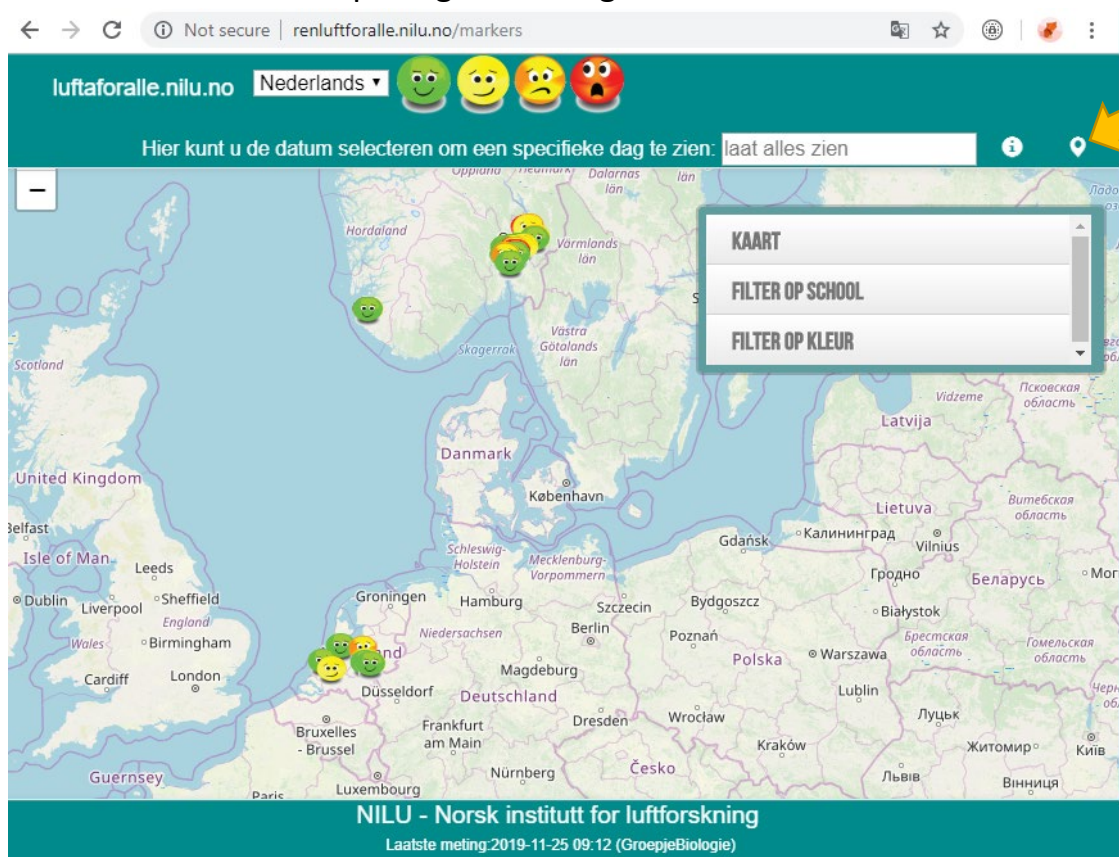 Not secure | renluftforalle.nilu.no/markers
luftaforalle.nilu.no Nederlands
Hier kunt u de datum selecteren om een specifieke dag te zien: laat alles zien
−
Dalarnas
län
län
Hordaland
Värmlands
län
KAART
FILTER OP SCHOOL
FILTER OP KLEUR
Västra
Götalands
län
Skagerrak
Scotland
Псковская
область
Vidzeme
Latvija
Danmark
United Kingdom
København
Lietuva
Витебская
область
Belfast
Isle of Man
Leeds
Gdańsk
Калининград
Vilnius
Schleswig-
Holstein
Mecklenburg-
Vorpommern
Гродно
Беларусь
Dublin
Liverpool
Sheffield
Groningen
Hamburg
Szczecin
Bydgoszcz
Białystok
England
Wales
Birmingham
Niedersachsen
Berlin
Poznań
Polska
Warszawa
Брестская
область
Гомельская
область
Cardiff
London
Magdeburg
Düsseldorf
Deutschland
Lublin
Bruxelles
- Brussel
Frankfurt
am Main
Dresden
Wrocław
Луцьк
Kraków
Житомир
Київ
Guernsey
Nürnberg
Česko
Львів
Вінниця
Paris
Luxembourg
NILU - Norsk institutt for luftforskning
Laatste meting:2019-11-25 09:12 (GroepjeBiologie)